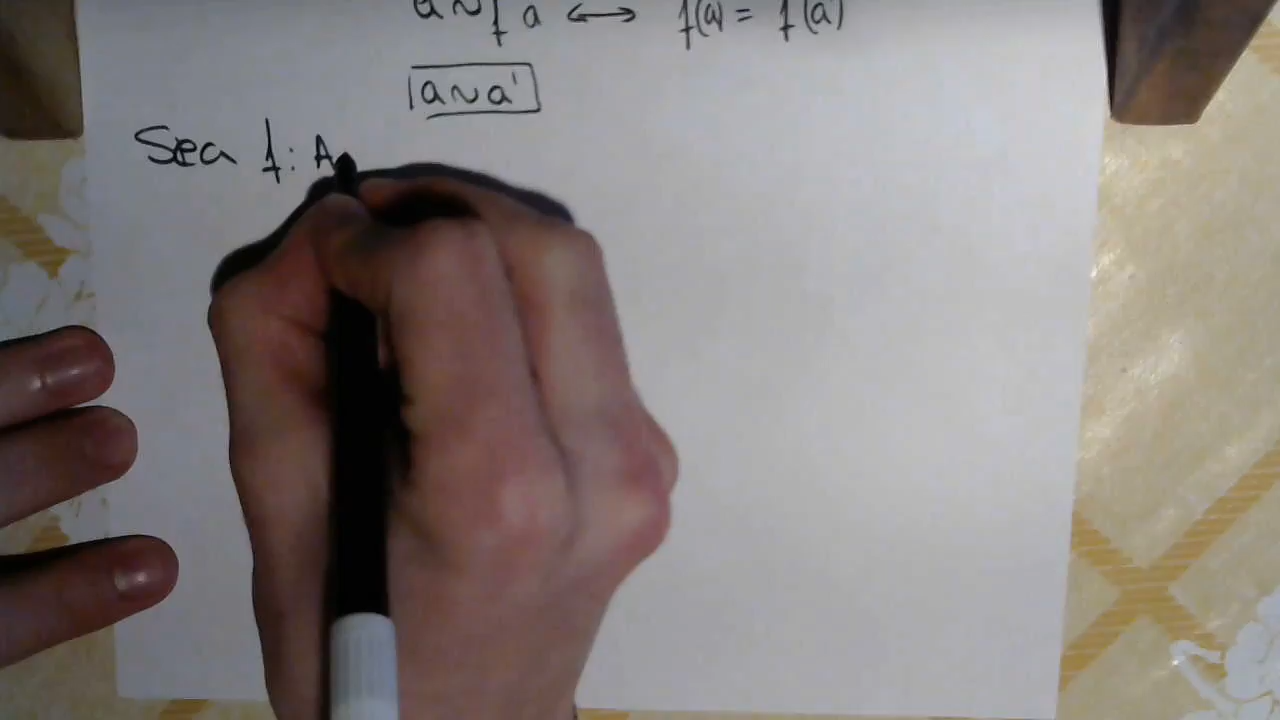 a ~f a ↔ f(a) = f(a)
a ~ a'
Sea f: A